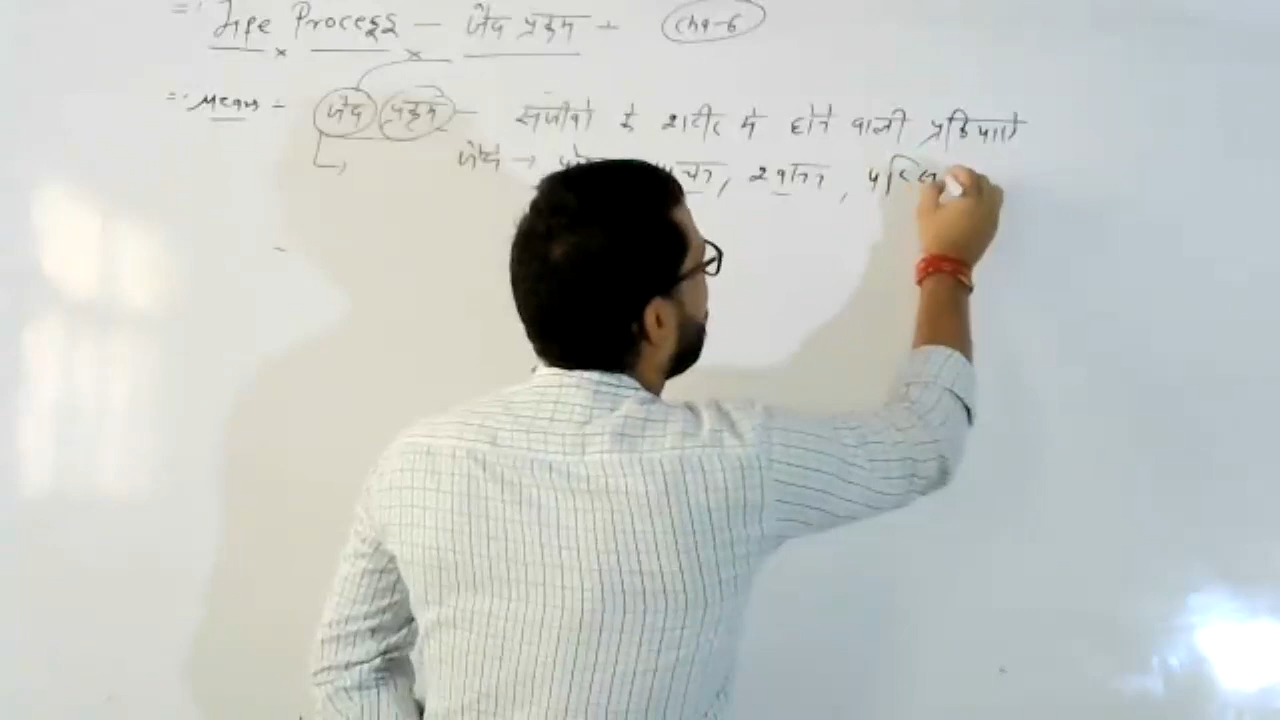 =: Life Process - जैव प्रक्रम - Ch-6
=: Mean - जैव प्रक्रम - सजीवो के शरीर मे होने वाली प्रक्रियाओ
जैसे → श्वसन,